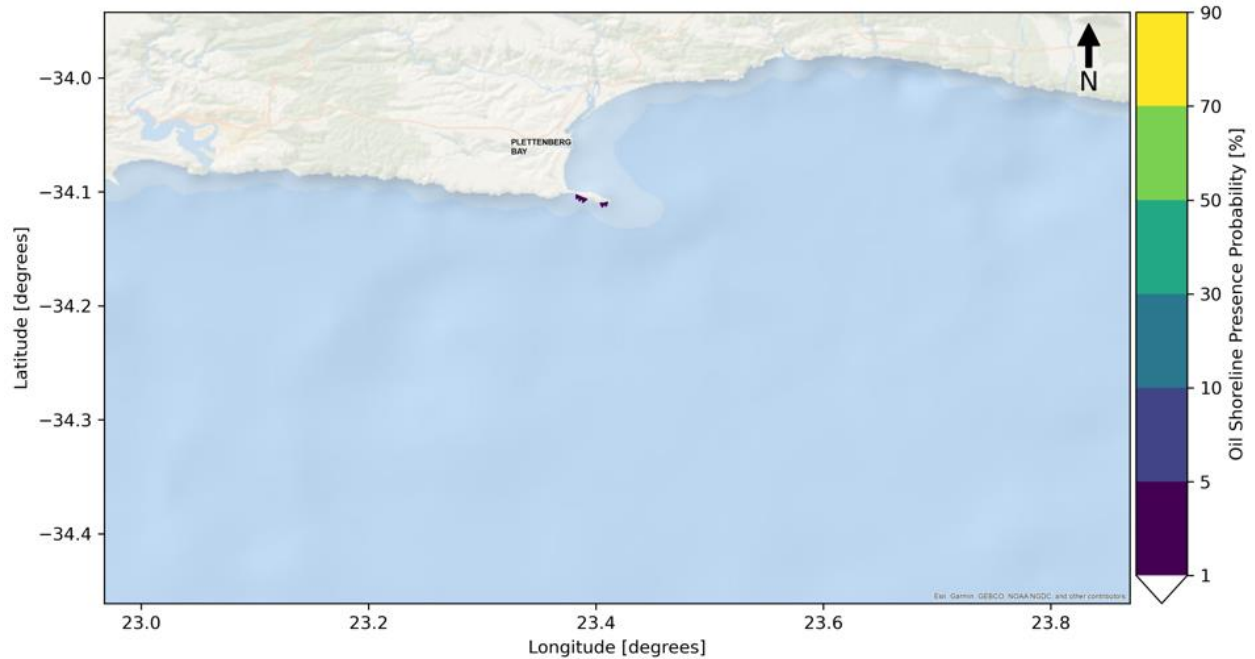 N
PLETTENBERG
BAY
−34.0
−34.1
−34.2
−34.3
−34.4
Latitude [degrees]
23.0
23.2
23.4
23.6
23.8
Longitude [degrees]
Esri, Garmin, GEBCO, NOAA NGDC, and other contributors
90
70
50
30
10
5
1
Oil Shoreline Presence Probability [%]